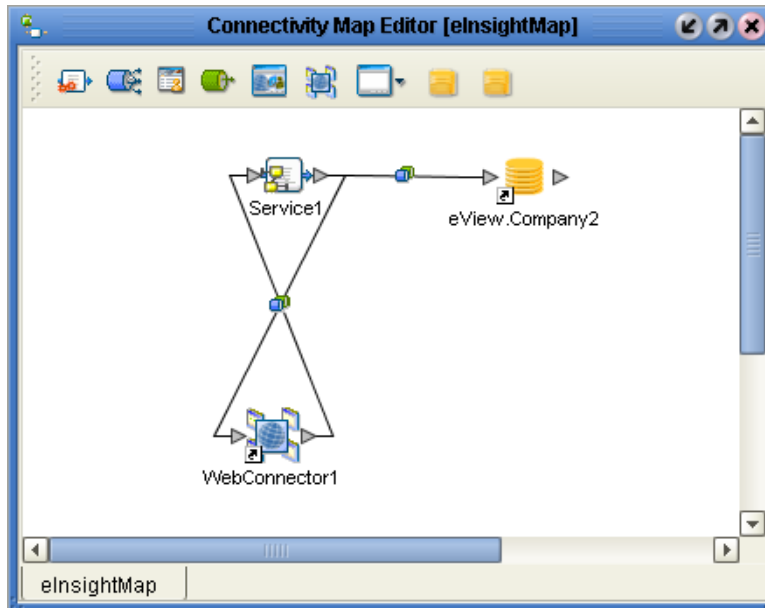 Connectivity Map Editor [eInsightMap]
Service1
eView.Company2
WebConnector1
eInsightMap